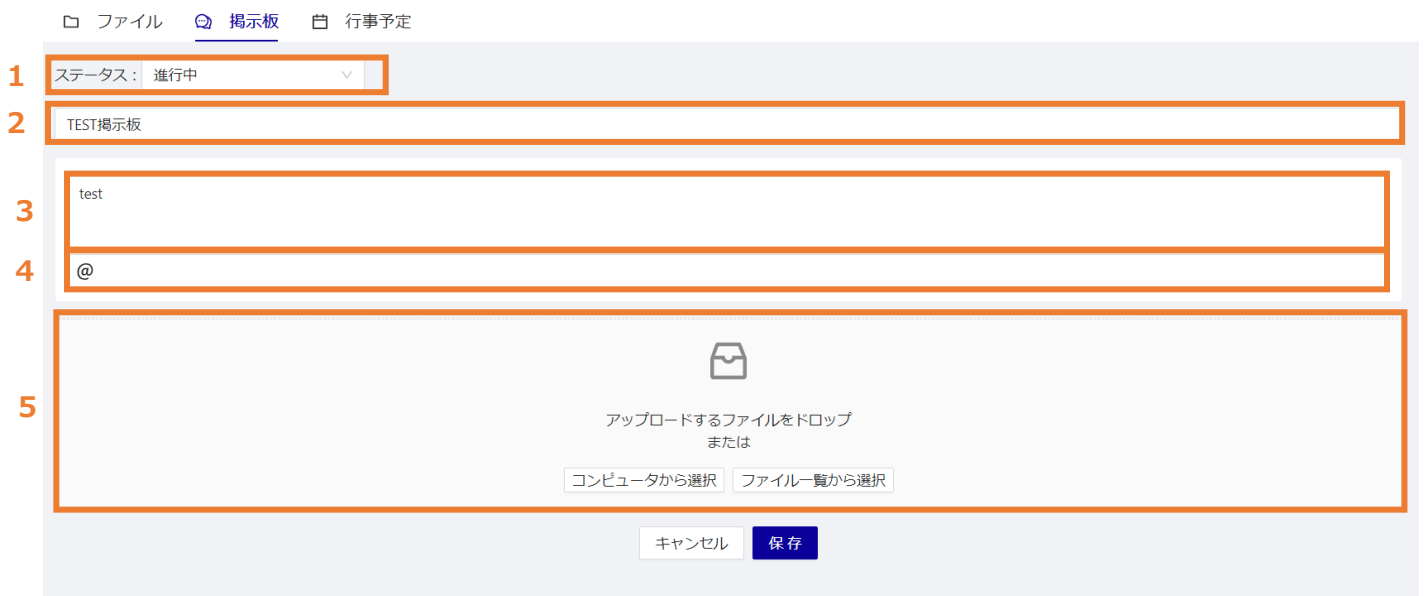 ファイル 掲示板 行事予定
1 ステータス： 進行中
2 TEST掲示板
3 test
4 @
5
アップロードするファイルをドロップ
または
コンピュータから選択 ファイル一覧から選択
キャンセル 保存